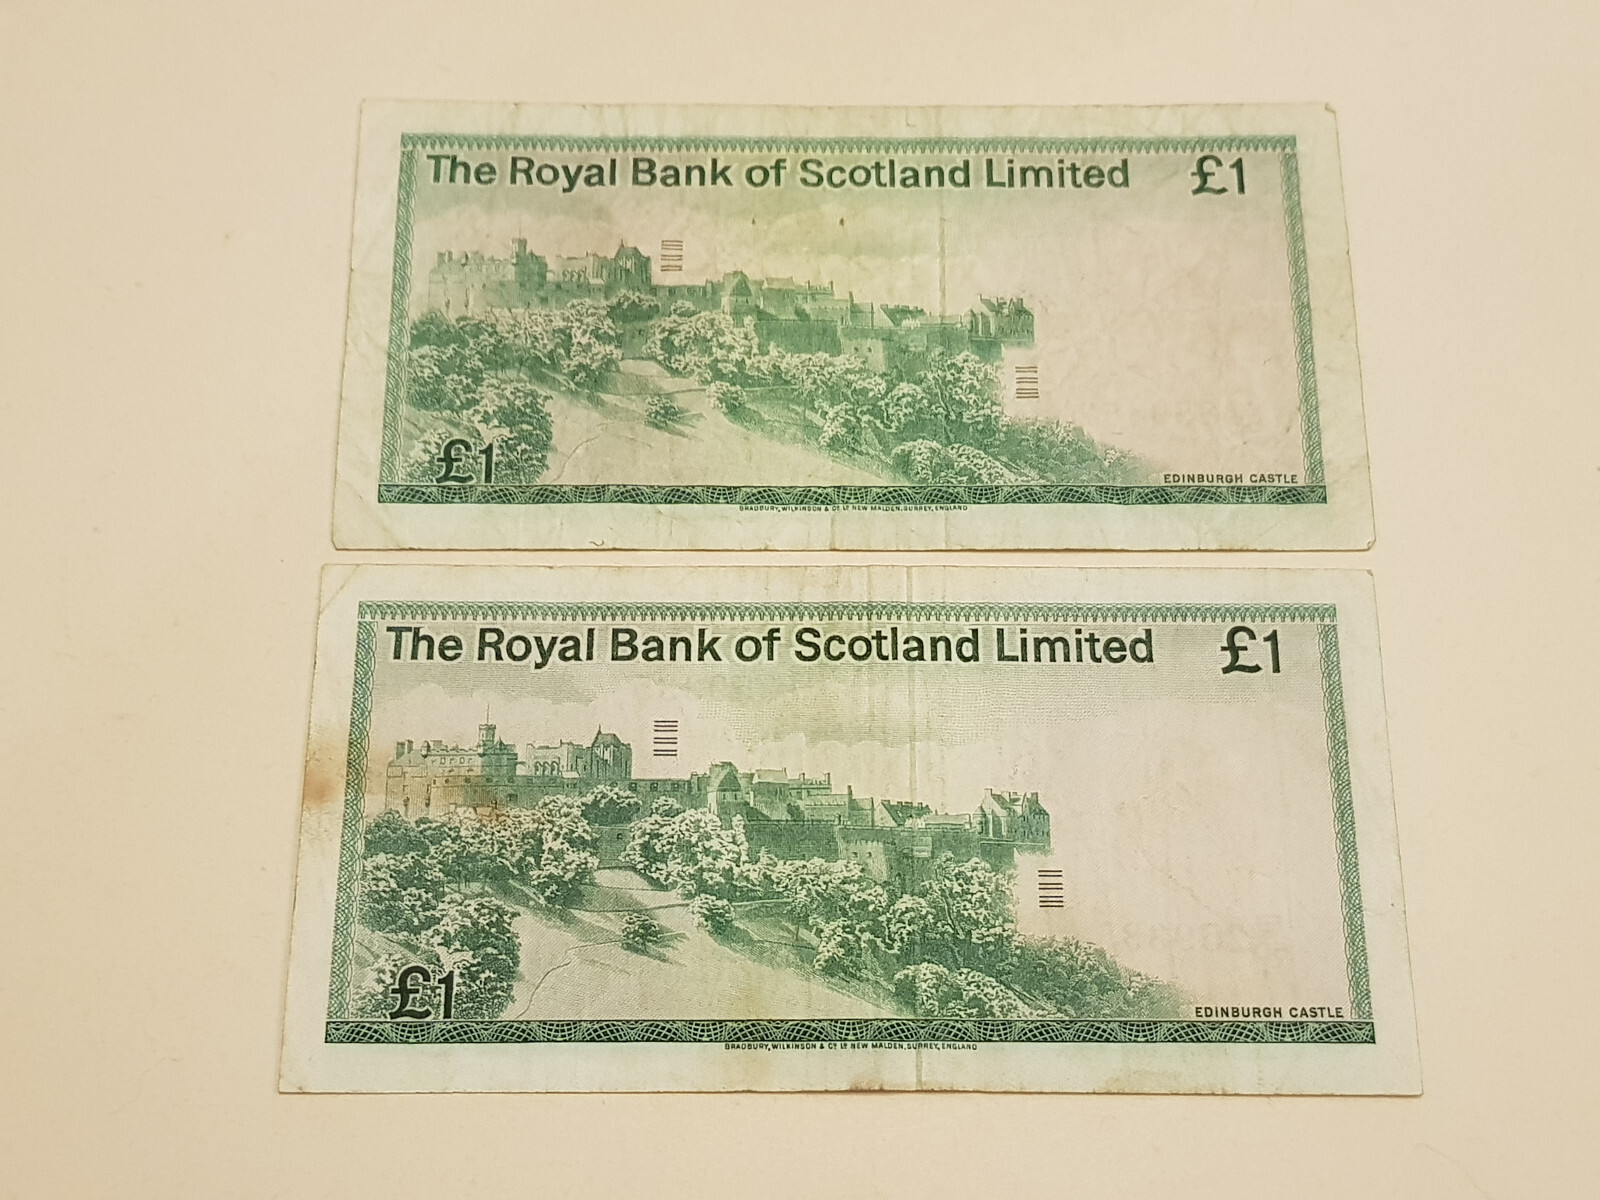 The Royal Bank of Scotland Limited £1
£1
EDINBURGH CASTLE
BRADBURY, WILKINSON & Cº Lº NEW MALDEN, SURREY, ENGLAND
The Royal Bank of Scotland Limited £1
£1
EDINBURGH CASTLE
BRADBURY, WILKINSON & Cº Lº NEW MALDEN, SURREY, ENGLAND